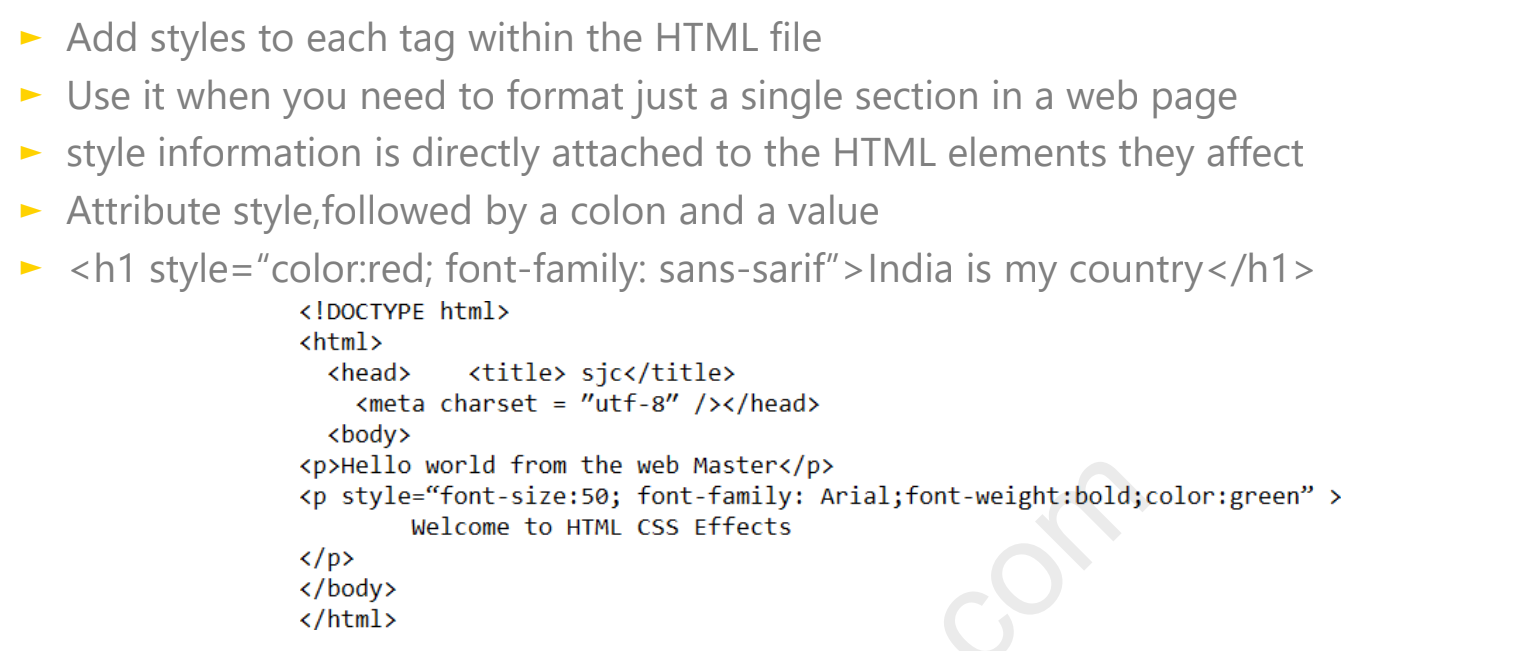 ► Add styles to each tag within the HTML file
► Use it when you need to format just a single section in a web page
► style information is directly attached to the HTML elements they affect
► Attribute style,followed by a colon and a value
► <h1 style=“color:red; font-family: sans-sarif”>India is my country</h1>
<!DOCTYPE html>
<html>
<head> <title> sjc</title>
<meta charset = ”utf-8” /></head>
<body>
<p>Hello world from the web Master</p>
<p style=“font-size:50; font-family: Arial;font-weight:bold;color:green” >
Welcome to HTML CSS Effects
</p>
</body>
</html>
com